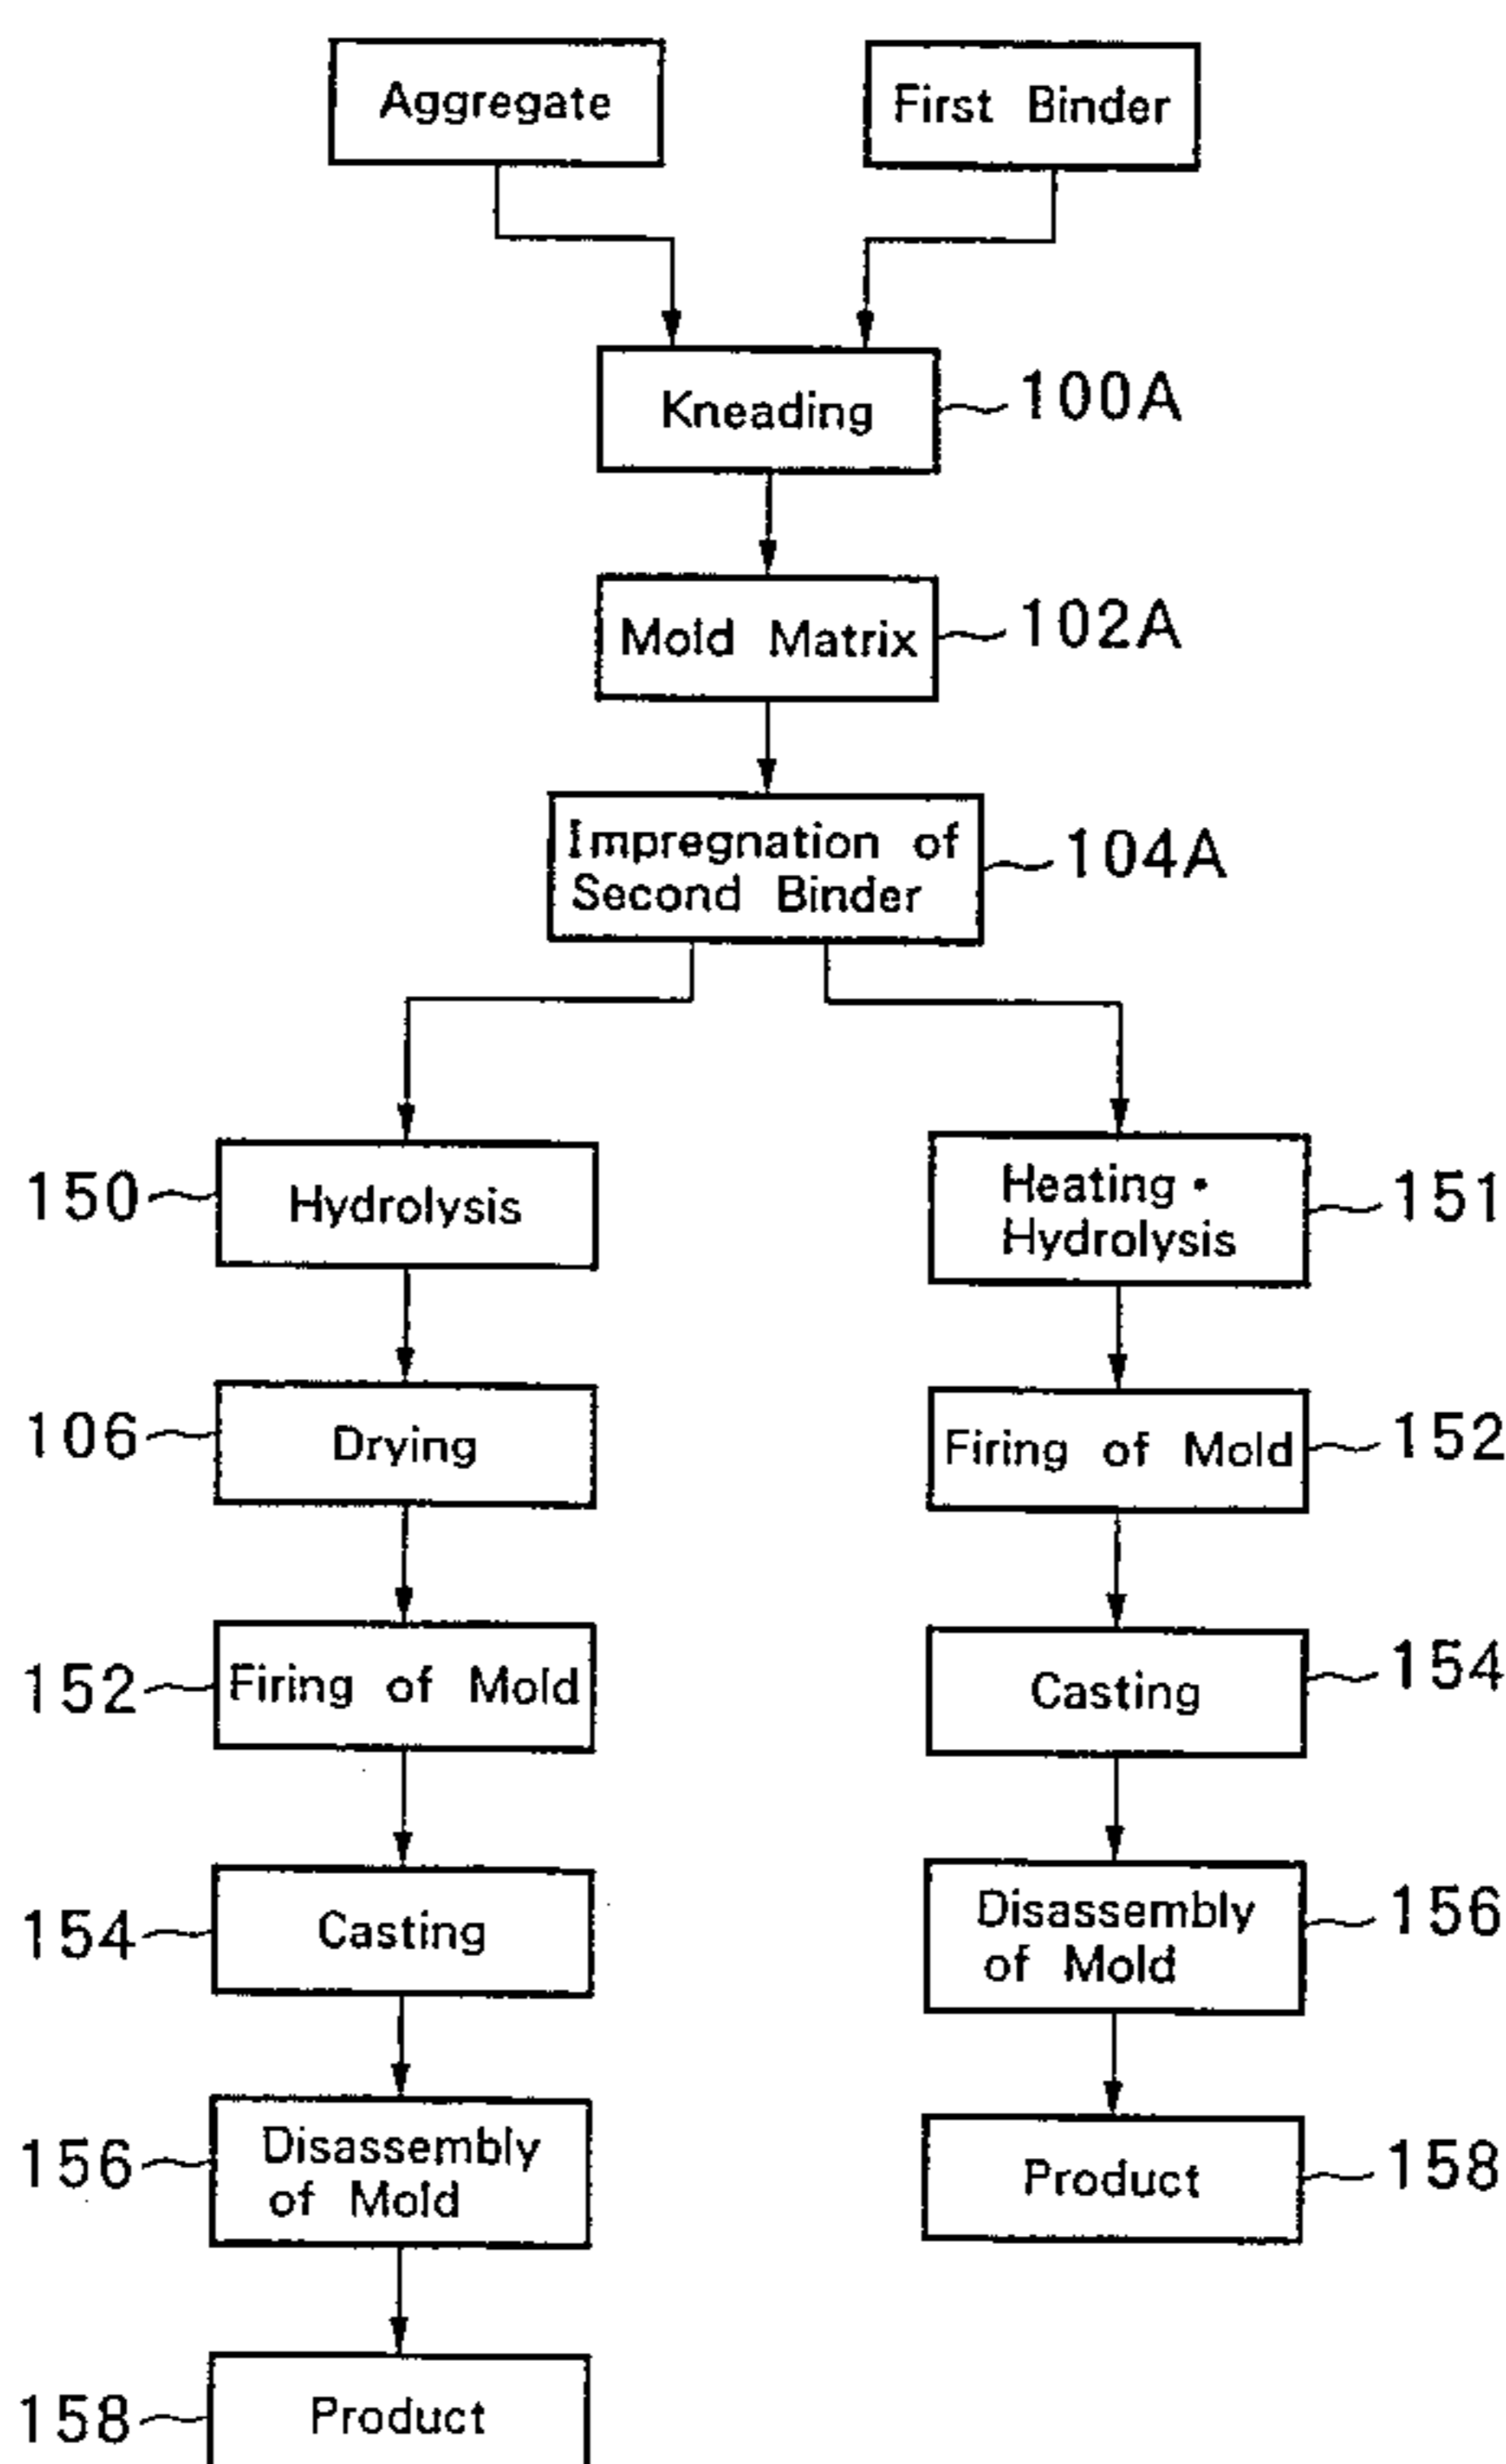 Aggregate
First Binder
Kneading
100A
Mold Matrix
102A
Impregnation of
Second Binder
104A
150
Hydrolysis
Heating・
Hydrolysis
151
106
Drying
Firing of Mold
152
152
Firing of Mold
Casting
154
154
Casting
Disassembly
of Mold
156
156
Disassembly
of Mold
Product
158
158
Product